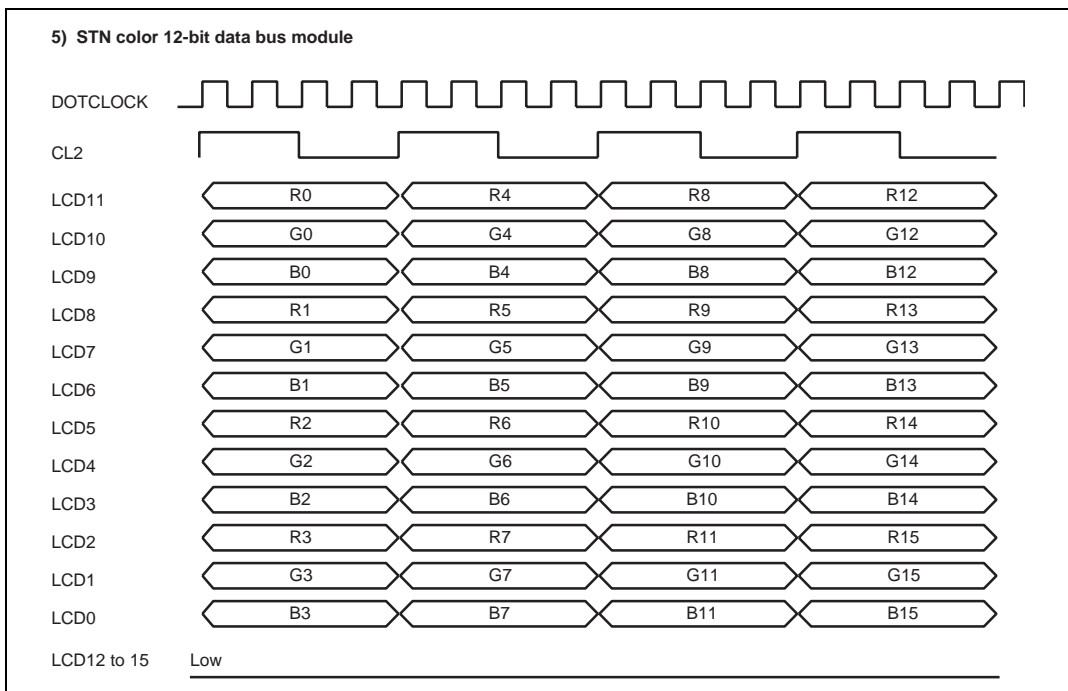 5) STN color 12-bit data bus module
DOTCLOCK
CL2
LCD11 R0 R4 R8 R12
LCD10 G0 G4 G8 G12
LCD9 B0 B4 B8 B12
LCD8 R1 R5 R9 R13
LCD7 G1 G5 G9 G13
LCD6 B1 B5 B9 B13
LCD5 R2 R6 R10 R14
LCD4 G2 G6 G10 G14
LCD3 B2 B6 B10 B14
LCD2 R3 R7 R11 R15
LCD1 G3 G7 G11 G15
LCD0 B3 B7 B11 B15
LCD12 to 15 Low